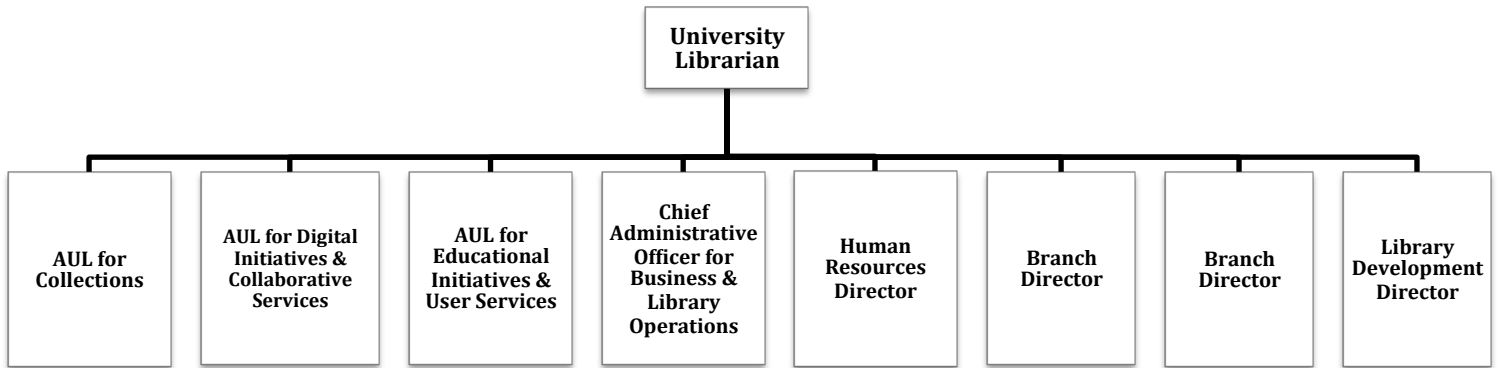 University
Librarian
AUL for
Collections
AUL for Digital
Initiatives &
Collaborative
Services
AUL for
Educational
Initiatives &
User Services
Chief
Administrative
Officer for
Business &
Library
Operations
Human
Resources
Director
Branch
Director
Branch
Director
Library
Development
Director